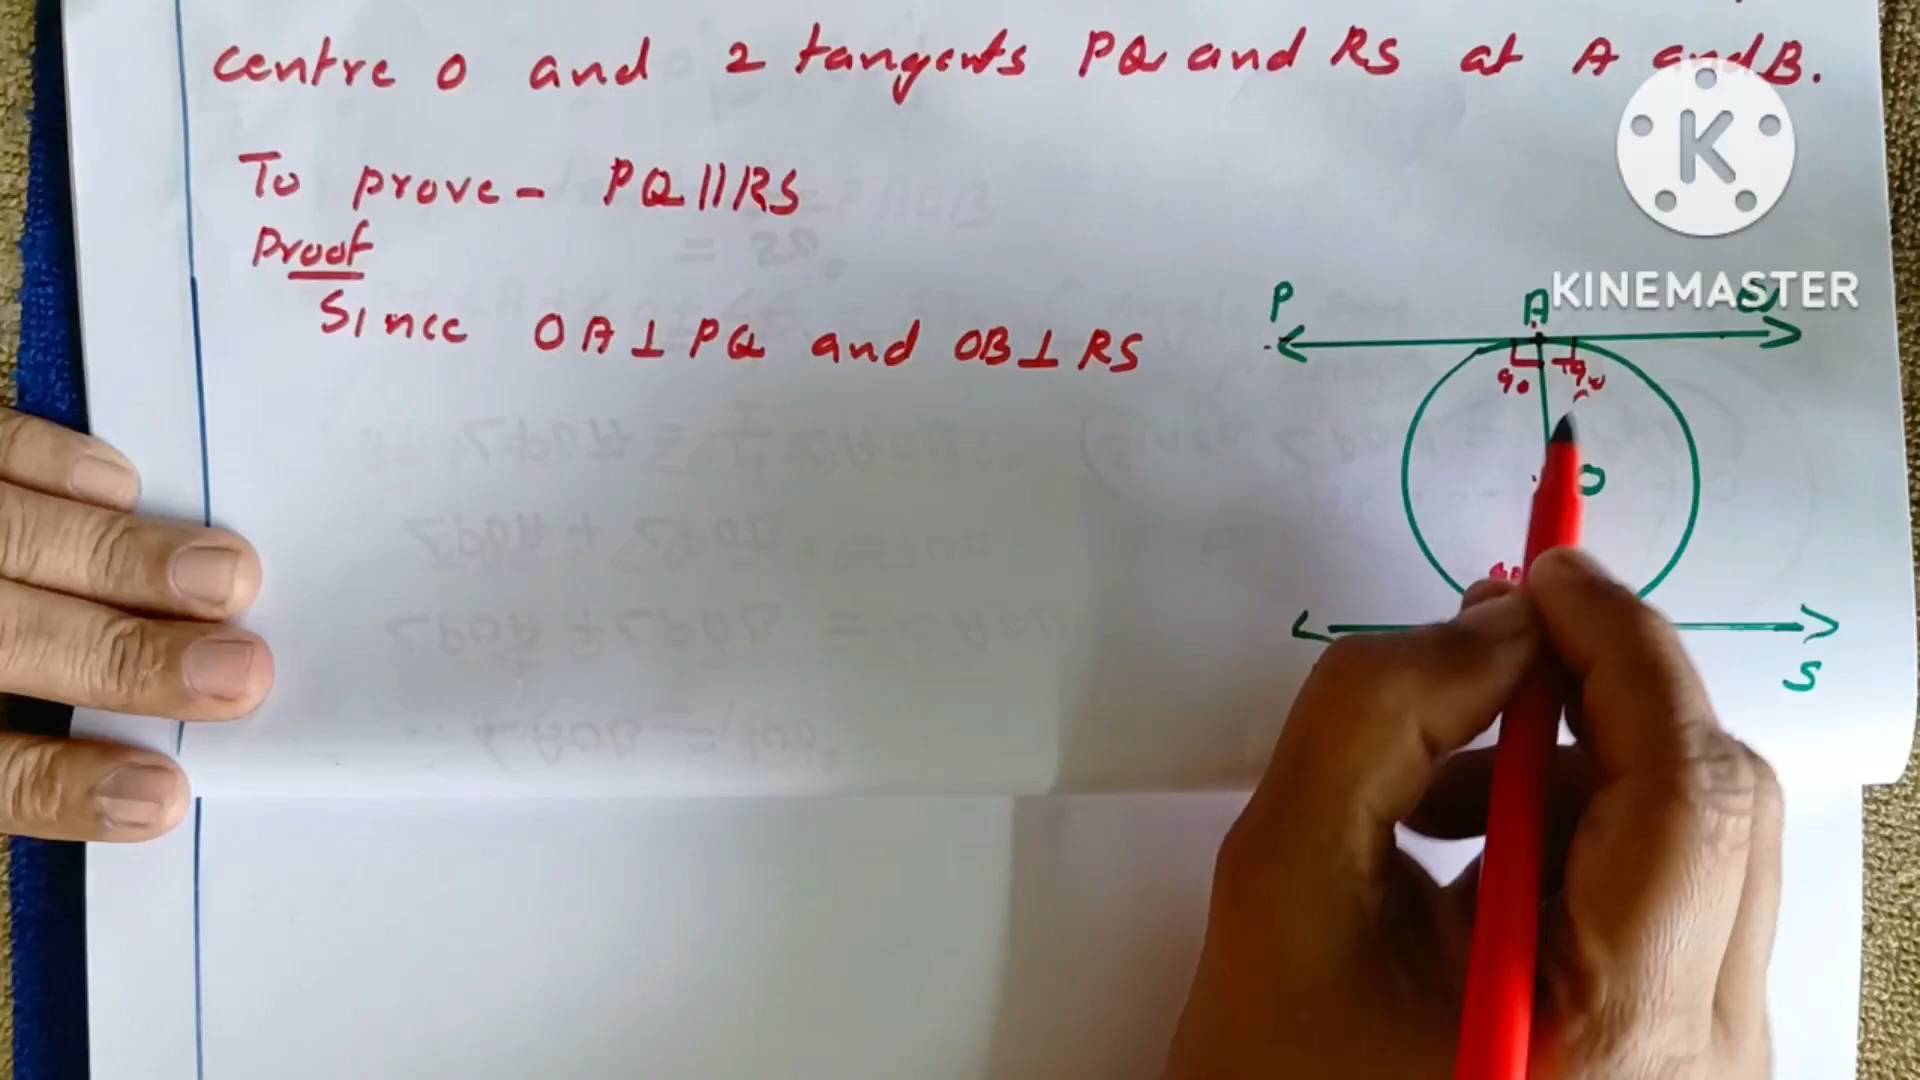 centre O and 2 tangents PQ and RS at A and B.
To prove - PQ || RS
Proof
Since OA ⊥ PQ and OB ⊥ RS
K
KINEMASTER
P A Q
90 90
O
90
S